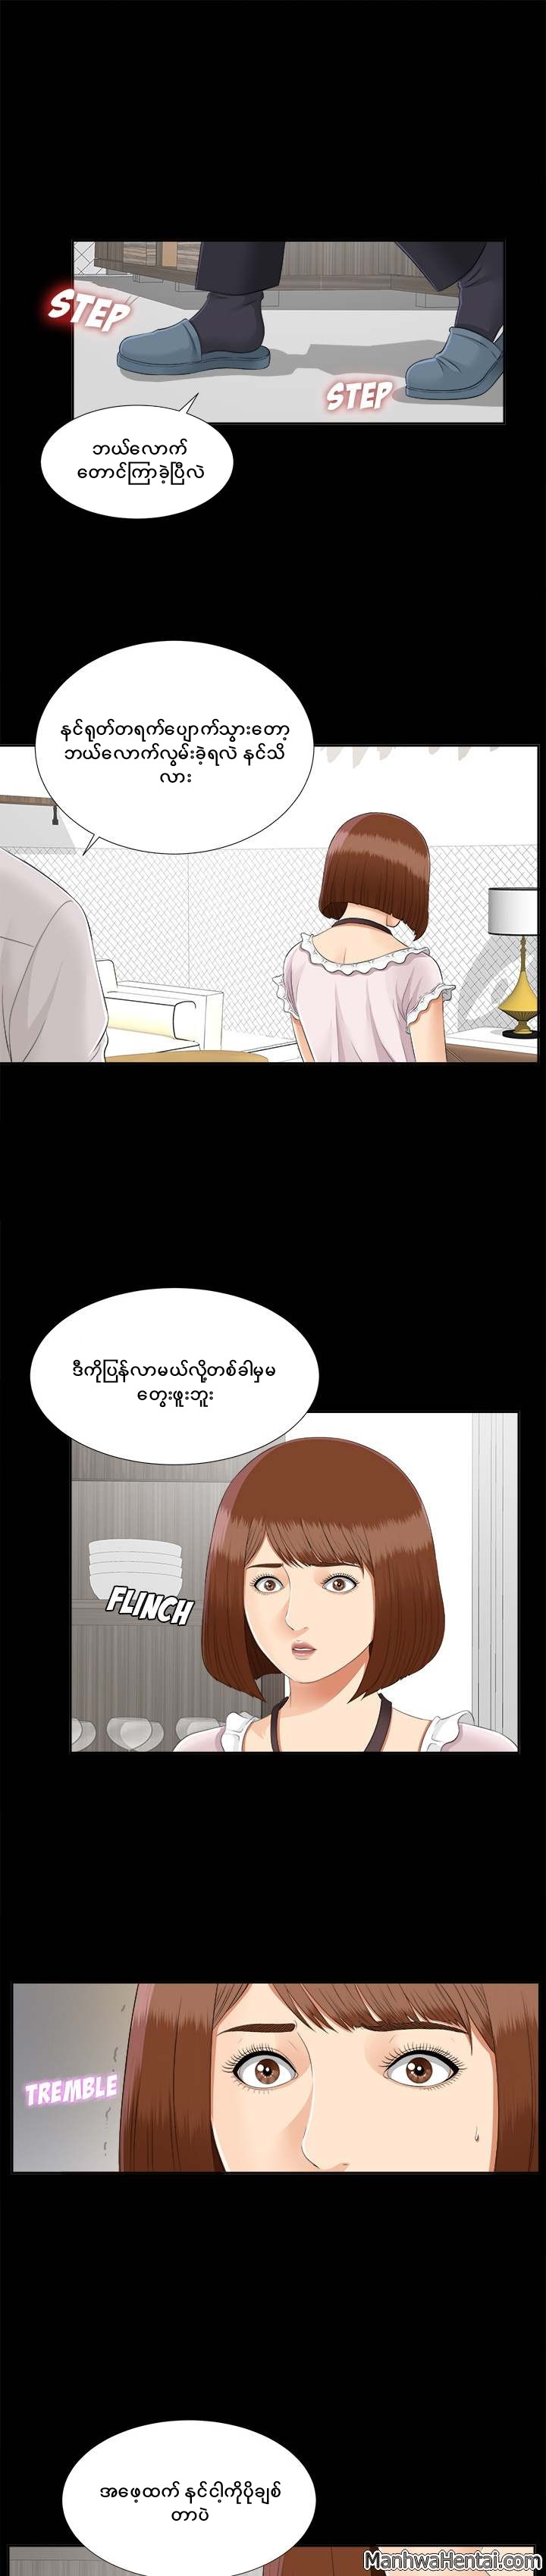 STEP
STEP
ဘယ်လောက်
တောင်ကြာခဲ့ပြီလဲ
နင်ရုတ်တရက်ပျောက်သွားတော့
ဘယ်လောက်လွမ်းခဲ့ရလဲ နင်သိ
လား
ဒီကိုပြန်လာမယ်လို့တစ်ခါမှမ
တွေးဖူးဘူး
FLINCH
TREMBLE
အဖေ့ထက် နင်ငါ့ကိုပိုချစ်
တာပဲ
ManhwaHentai.com